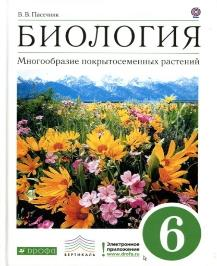 В. В. Пасечник
БИОЛОГИЯ
Многообразие покрытосеменных растений
6
дрофа
ВЕРТИКАЛЬ
Электронное
приложение
www.drofa.ru